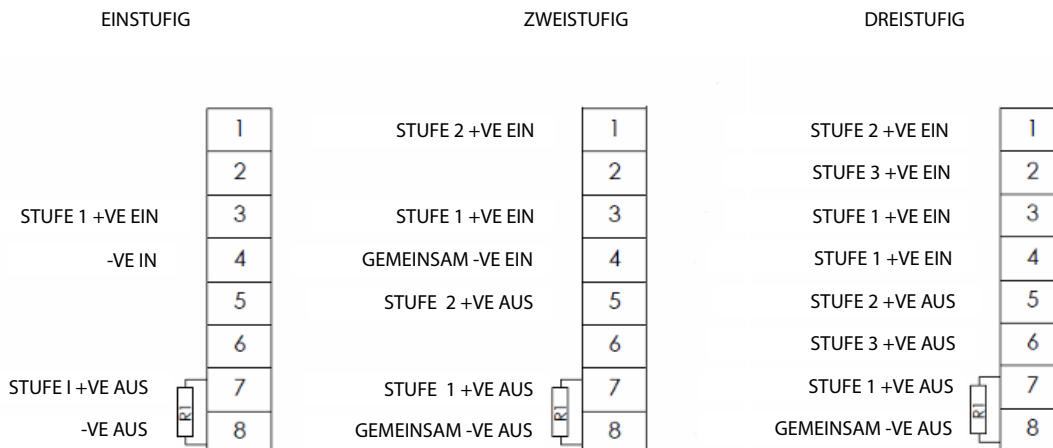 EINSTUFIG ZWEISTUFIG DREISTUFIG
1 STUFE 2 +VE EIN 1 STUFE 2 +VE EIN 1
2 2 STUFE 3 +VE EIN 2
STUFE 1 +VE EIN 3 STUFE 1 +VE EIN 3 STUFE 1 +VE EIN 3
-VE IN 4 GEMEINSAM -VE EIN 4 STUFE 1 +VE EIN 4
5 STUFE 2 +VE AUS 5 STUFE 2 +VE AUS 5
6 6 STUFE 3 +VE AUS 6
STUFE I +VE AUS 7 STUFE 1 +VE AUS 7 STUFE 1 +VE AUS 7
-VE AUS R1 8 GEMEINSAM -VE AUS R1 8 GEMEINSAM -VE AUS R1 8